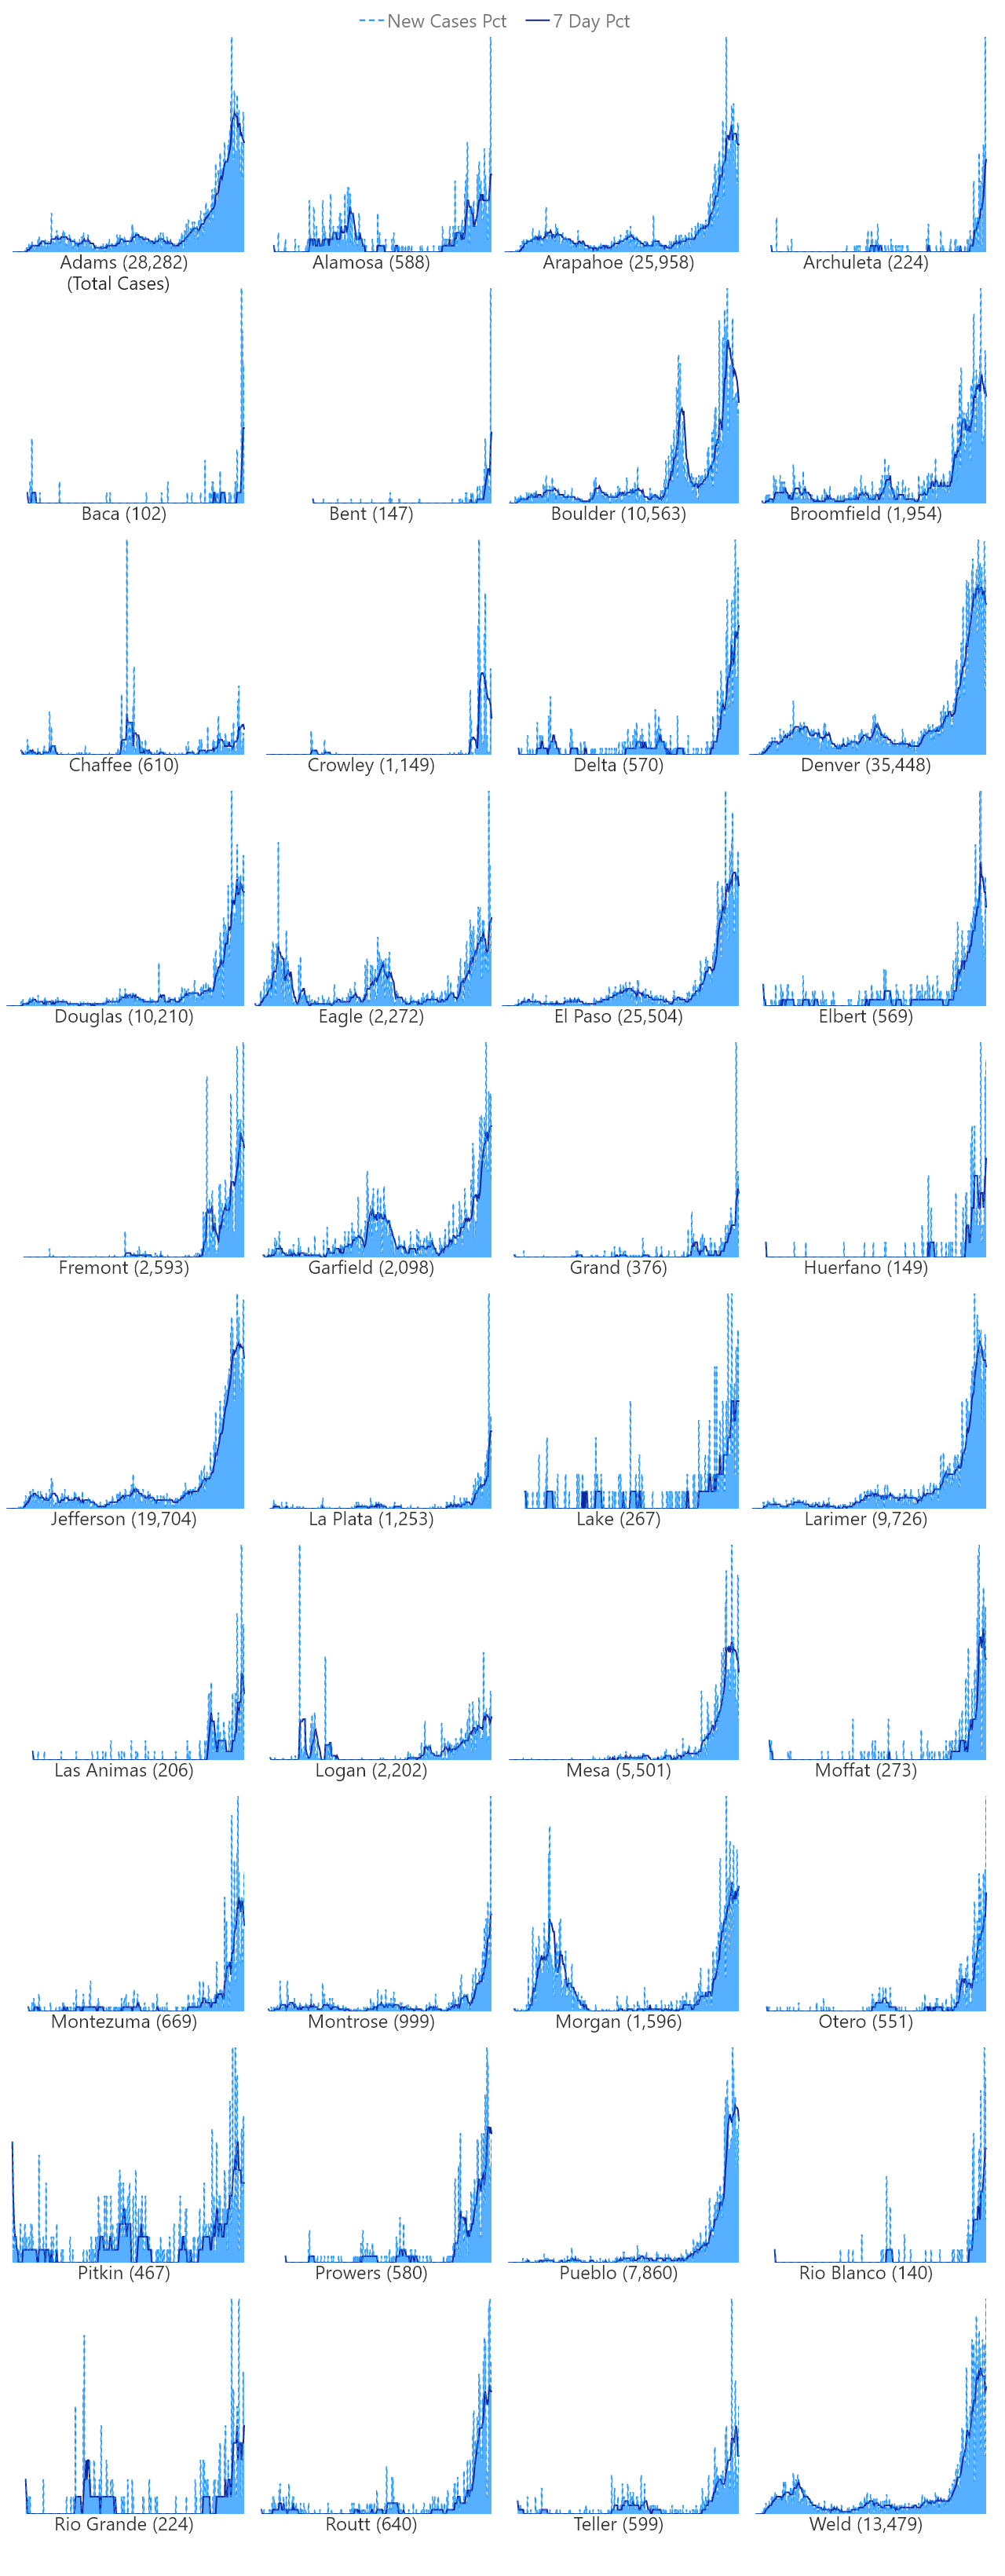 New Cases Pct 7 Day Pct
Adams (28,282) Alamosa (588) Arapahoe (25,958) Archuleta (224)
(Total Cases)
Baca (102) Bent (147) Boulder (10,563) Broomfield (1,954)
Chaffee (610) Crowley (1,149) Delta (570) Denver (35,448)
Douglas (10,210) Eagle (2,272) El Paso (25,504) Elbert (569)
Fremont (2,593) Garfield (2,098) Grand (376) Huerfano (149)
Jefferson (19,704) La Plata (1,253) Lake (267) Larimer (9,726)
Las Animas (206) Logan (2,202) Mesa (5,501) Moffat (273)
Montezuma (669) Montrose (999) Morgan (1,596) Otero (551)
Pitkin (467) Prowers (580) Pueblo (7,860) Rio Blanco (140)
Rio Grande (224) Routt (640) Teller (599) Weld (13,479)